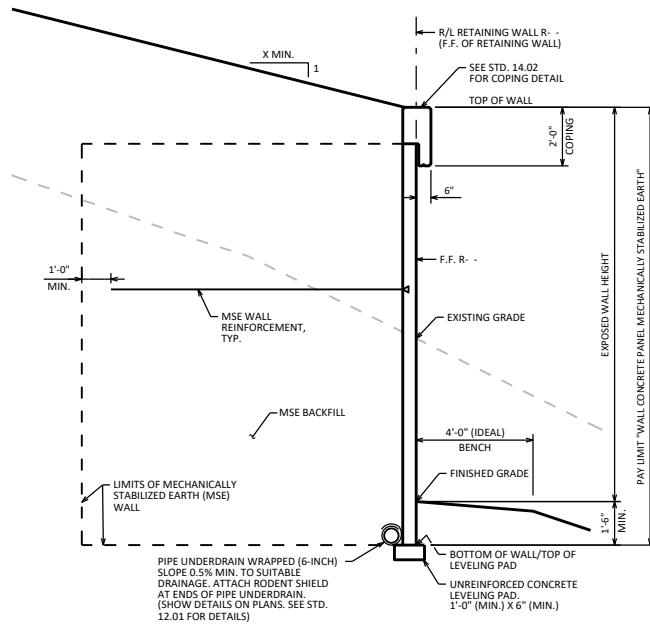 R/L RETAINING WALL R- -
(F.F. OF RETAINING WALL)
X MIN.
1
SEE STD. 14.02
FOR COPING DETAIL
TOP OF WALL
2'-0"
COPING
6"
F.F. R- -
1'-0"
MIN.
MSE WALL
REINFORCEMENT,
TYP.
EXISTING GRADE
EXPOSED WALL HEIGHT
PAY LIMIT "WALL CONCRETE PANEL MECHANICALLY STABILIZED EARTH"
MSE BACKFILL
4'-0" (IDEAL)
BENCH
LIMITS OF MECHANICALLY
STABILIZED EARTH (MSE)
WALL
FINISHED GRADE
1'-6"
MIN.
PIPE UNDERDRAIN WRAPPED (6-INCH)
SLOPE 0.5% MIN. TO SUITABLE
DRAINAGE. ATTACH RODENT SHIELD
AT ENDS OF PIPE UNDERDRAIN.
(SHOW DETAILS ON PLANS. SEE STD.
12.01 FOR DETAILS)
BOTTOM OF WALL/TOP OF
LEVELING PAD
UNREINFORCED CONCRETE
LEVELING PAD.
1'-0" (MIN.) X 6" (MIN.)